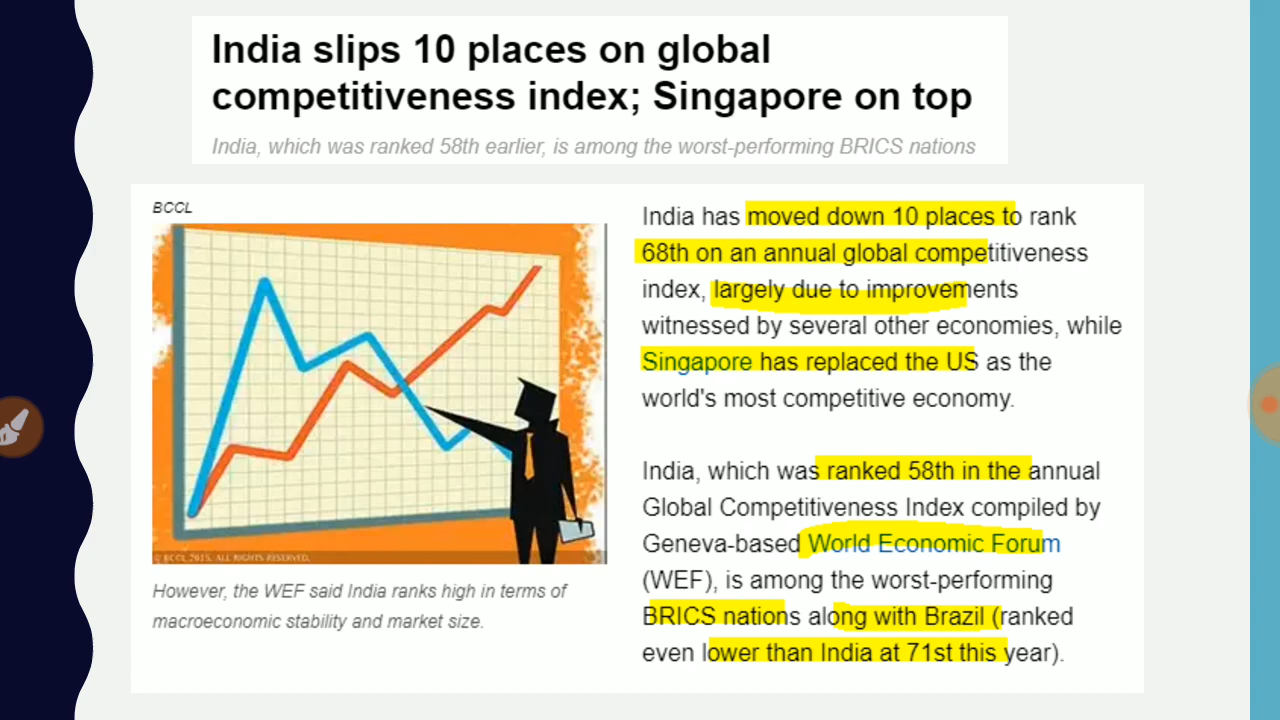 India slips 10 places on global
competitiveness index; Singapore on top
India, which was ranked 58th earlier, is among the worst-performing BRICS nations
BCCL
© BCCL 2015. ALL RIGHTS RESERVED.
However, the WEF said India ranks high in terms of
macroeconomic stability and market size.
India has moved down 10 places to rank
68th on an annual global competitiveness
index, largely due to improvements
witnessed by several other economies, while
Singapore has replaced the US as the
world's most competitive economy.
India, which was ranked 58th in the annual
Global Competitiveness Index compiled by
Geneva-based World Economic Forum
(WEF), is among the worst-performing
BRICS nations along with Brazil (ranked
even lower than India at 71st this year).